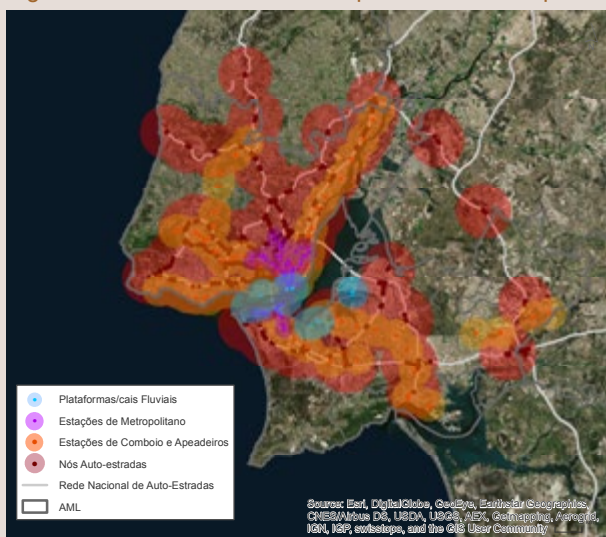 Plataformas/cais Fluviais
Estações de Metropolitano
Estações de Comboio e Apeadeiros
Nós Auto-estradas
Rede Nacional de Auto-Estradas
AML
Source: Esri, DigitalGlobe, GeoEye, Earthstar Geographics,
CNES/Airbus DS, USDA, USGS, AEX, Getmapping, Aerogrid,
IGN, IGP, swisstopo, and the GIS User Community